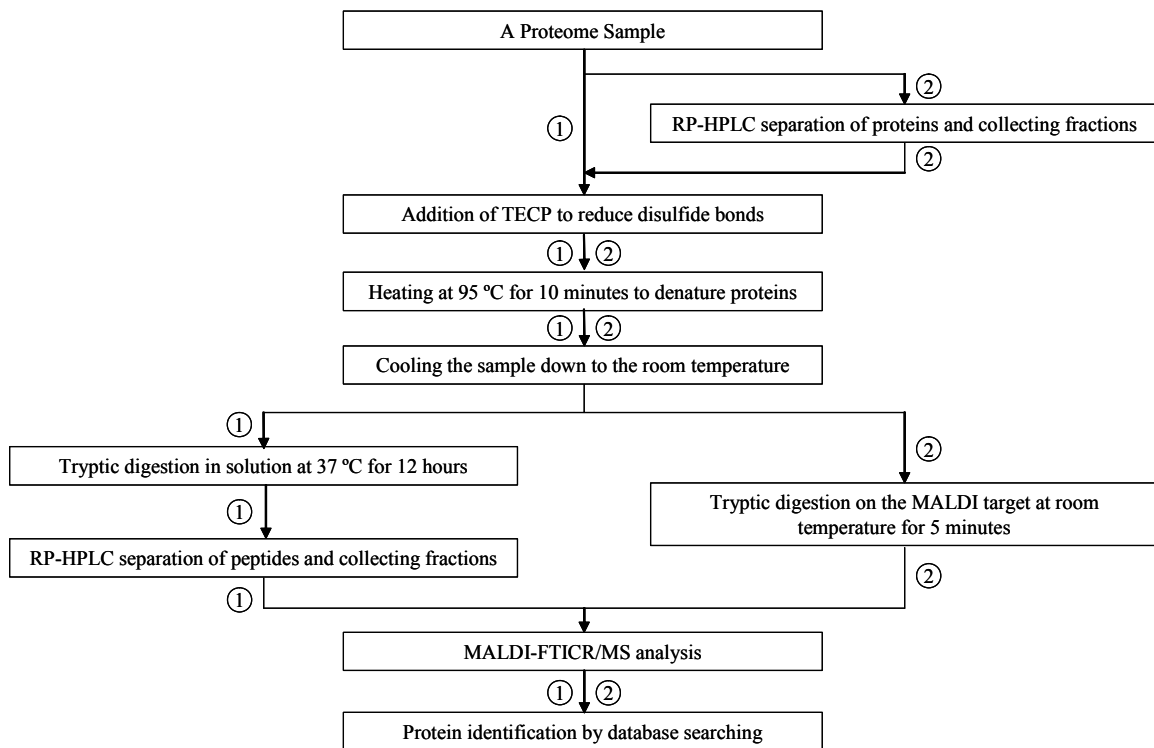 A Proteome Sample
②
①
RP-HPLC separation of proteins and collecting fractions
②
Addition of TECP to reduce disulfide bonds
① ②
Heating at 95 ºC for 10 minutes to denature proteins
① ②
Cooling the sample down to the room temperature
①
②
Tryptic digestion in solution at 37 ºC for 12 hours
①
Tryptic digestion on the MALDI target at room
temperature for 5 minutes
RP-HPLC separation of peptides and collecting fractions
②
①
MALDI-FTICR/MS analysis
① ②
Protein identification by database searching